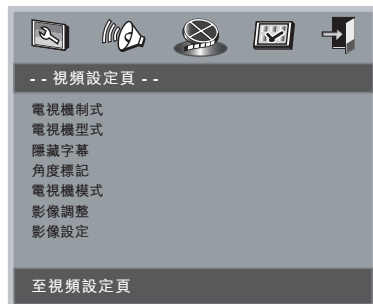 - - 視頻設定頁 - -
電視機制式
電視機型式
隱藏字幕
角度標記
電視機模式
影像調整
影像設定
至視頻設定頁